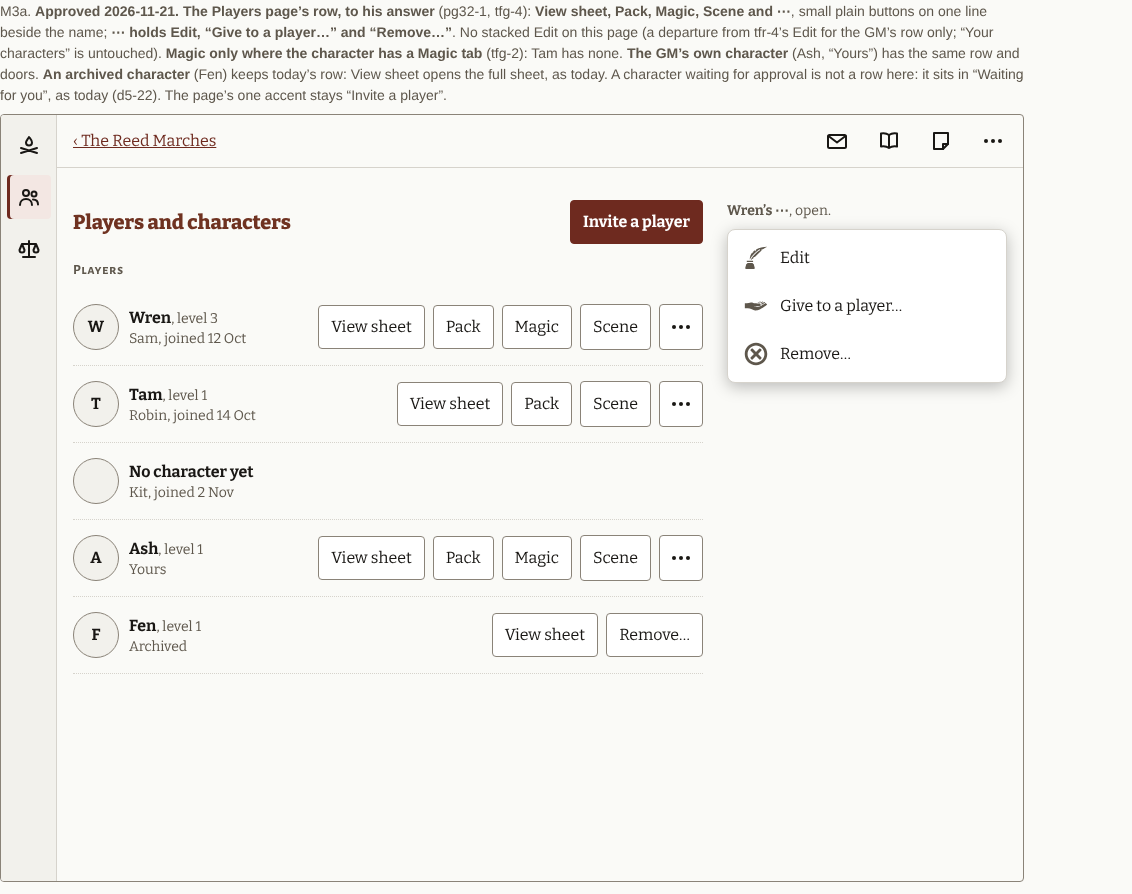 M3a. Approved 2026-11-21. The Players page’s row, to his answer (pg32-1, tfg-4): View sheet, Pack, Magic, Scene and ···, small plain buttons on one line
beside the name; ··· holds Edit, “Give to a player…” and “Remove…”. No stacked Edit on this page (a departure from tfr-4’s Edit for the GM’s row only; “Your
characters” is untouched). Magic only where the character has a Magic tab (tfg-2): Tam has none. The GM’s own character (Ash, “Yours”) has the same row and
doors. An archived character (Fen) keeps today’s row: View sheet opens the full sheet, as today. A character waiting for approval is not a row here: it sits in “Waiting
for you”, as today (d5-22). The page’s one accent stays “Invite a player”.
‹ The Reed Marches
Players and characters
Invite a player
Players
W
Wren, level 3
Sam, joined 12 Oct
View sheet
Pack
Magic
Scene
T
Tam, level 1
Robin, joined 14 Oct
View sheet
Pack
Scene
No character yet
Kit, joined 2 Nov
A
Ash, level 1
Yours
View sheet
Pack
Magic
Scene
F
Fen, level 1
Archived
View sheet
Remove…
Wren’s ···, open.
Edit
Give to a player…
Remove…